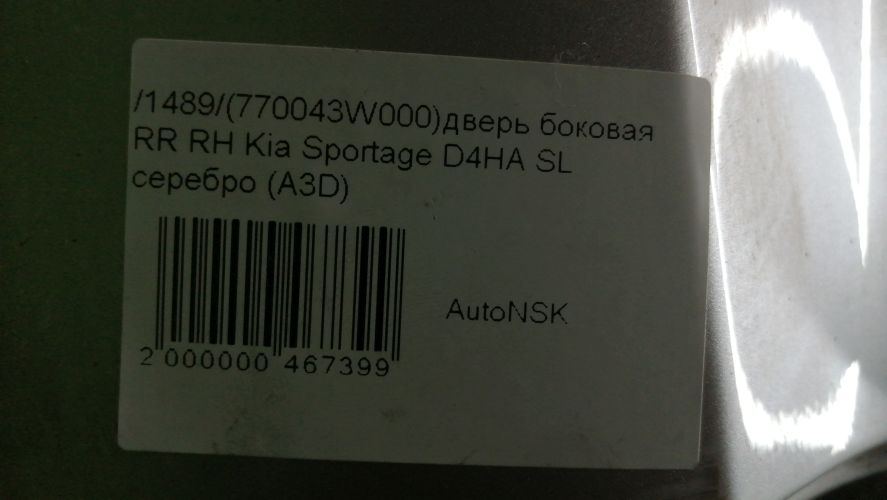 /1489/(770043W000)дверь боковая
RR RH Kia Sportage D4HA SL
серебро (A3D)
AutoNSK
2 000000 467399